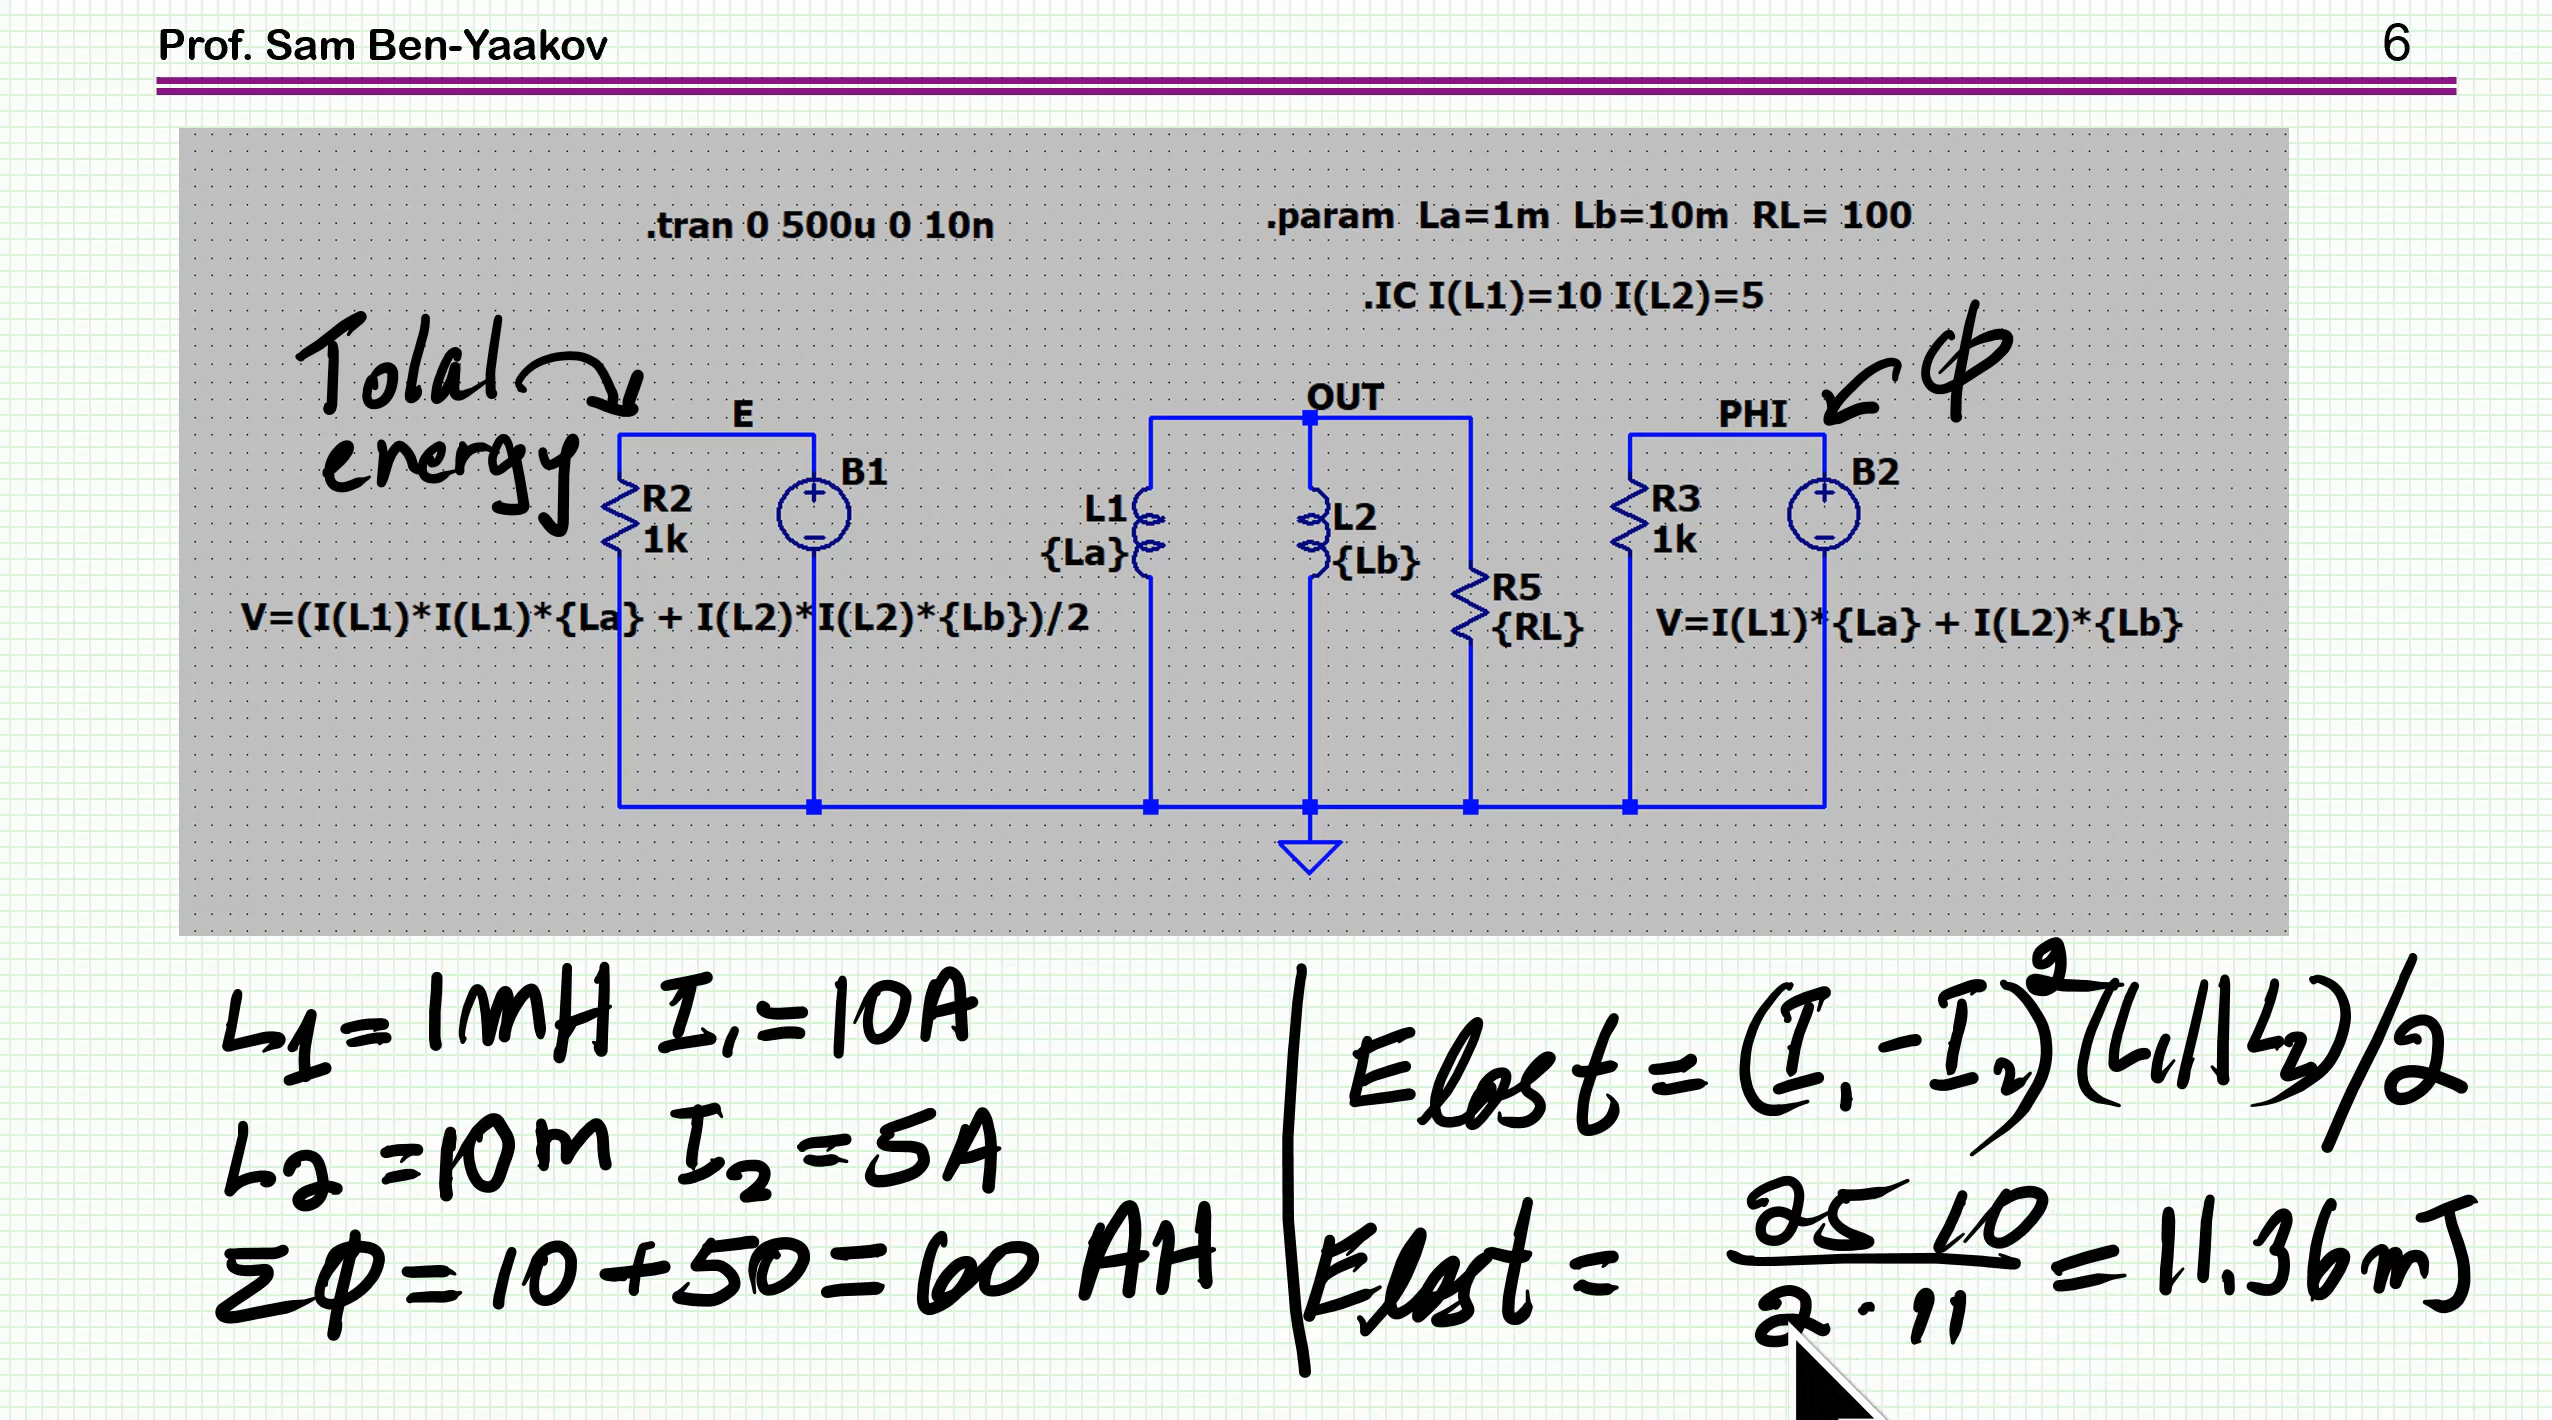 Prof. Sam Ben-Yaakov 6
.tran 0 500u 0 10n
.param La=1m Lb=10m RL= 100
.IC I(L1)=10 I(L2)=5
Total
energy
ϕ
E
OUT
PHI
B1
B2
R2
1k
L1
{La}
L2
{Lb}
R5
{RL}
R3
1k
V=(I(L1)*I(L1)*{La} + I(L2)*I(L2)*{Lb})/2
V=I(L1)*{La} + I(L2)*{Lb}
L1 = 1mH I1 = 10A
L2 = 10m I2 = 5A
Σϕ = 10 + 50 = 60 AH
Elost = (I1 - I2)²(L1||L2)/2
Elost = 25 10 / 2 · 11 = 11.36mJ